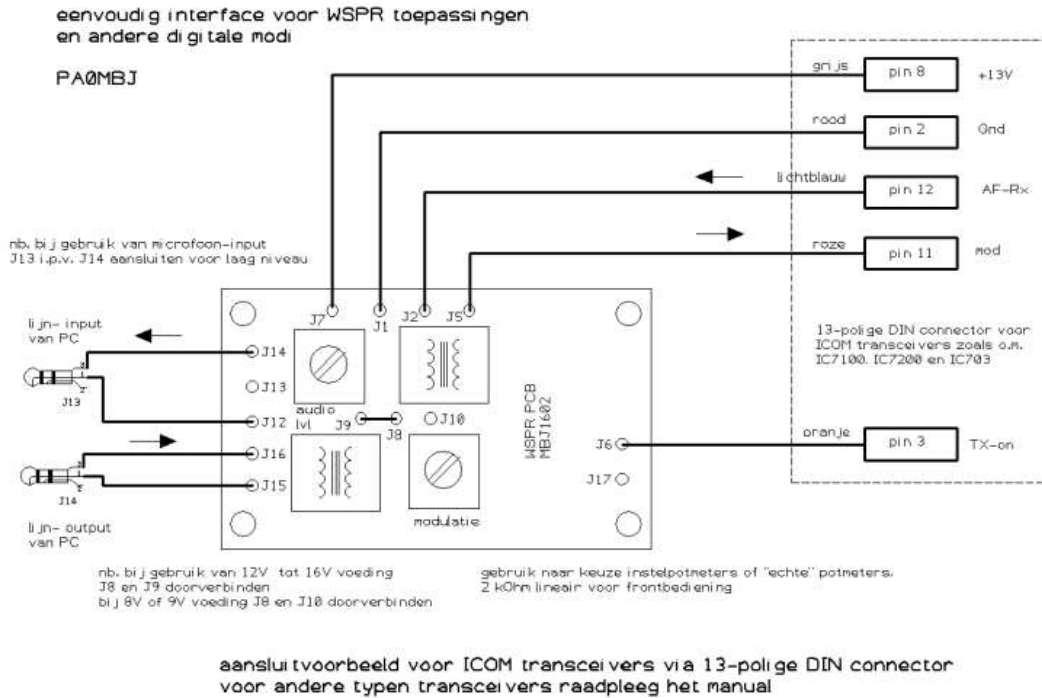 eenvoudig interface voor WSPR toepassingen
en andere digitale modi
PA0MBJ
grijs
pin 8
+13V
rood
pin 2
Gnd
lichtblauw
pin 12
AF-Rx
roze
pin 11
mod
nb. bij gebruik van microfoon-input
J13 i.p.v. J14 aansluiten voor laag niveau
lijn- input
van PC
J13
J7
J1
J2
J5
J14
J13
J12
audio
lvl
J9
J8
J10
J16
J15
J14
lijn- output
van PC
modulatie
WSPR PCB
MBJ1602
J6
J17
13-polige DIN connector voor
ICOM transceivers zoals o.m.
IC7100, IC7200 en IC703
oranje
pin 3
TX-on
nb. bij gebruik van 12V tot 16V voeding
J8 en J9 doorverbinden
bij 8V of 9V voeding J8 en J10 doorverbinden
gebruik naar keuze instelpotmeters of "echte" potmeters,
2 kOhm lineair voor frontbediening
aansluitvoorbeeld voor ICOM transceivers via 13-polige DIN connector
voor andere typen transceivers raadpleeg het manual